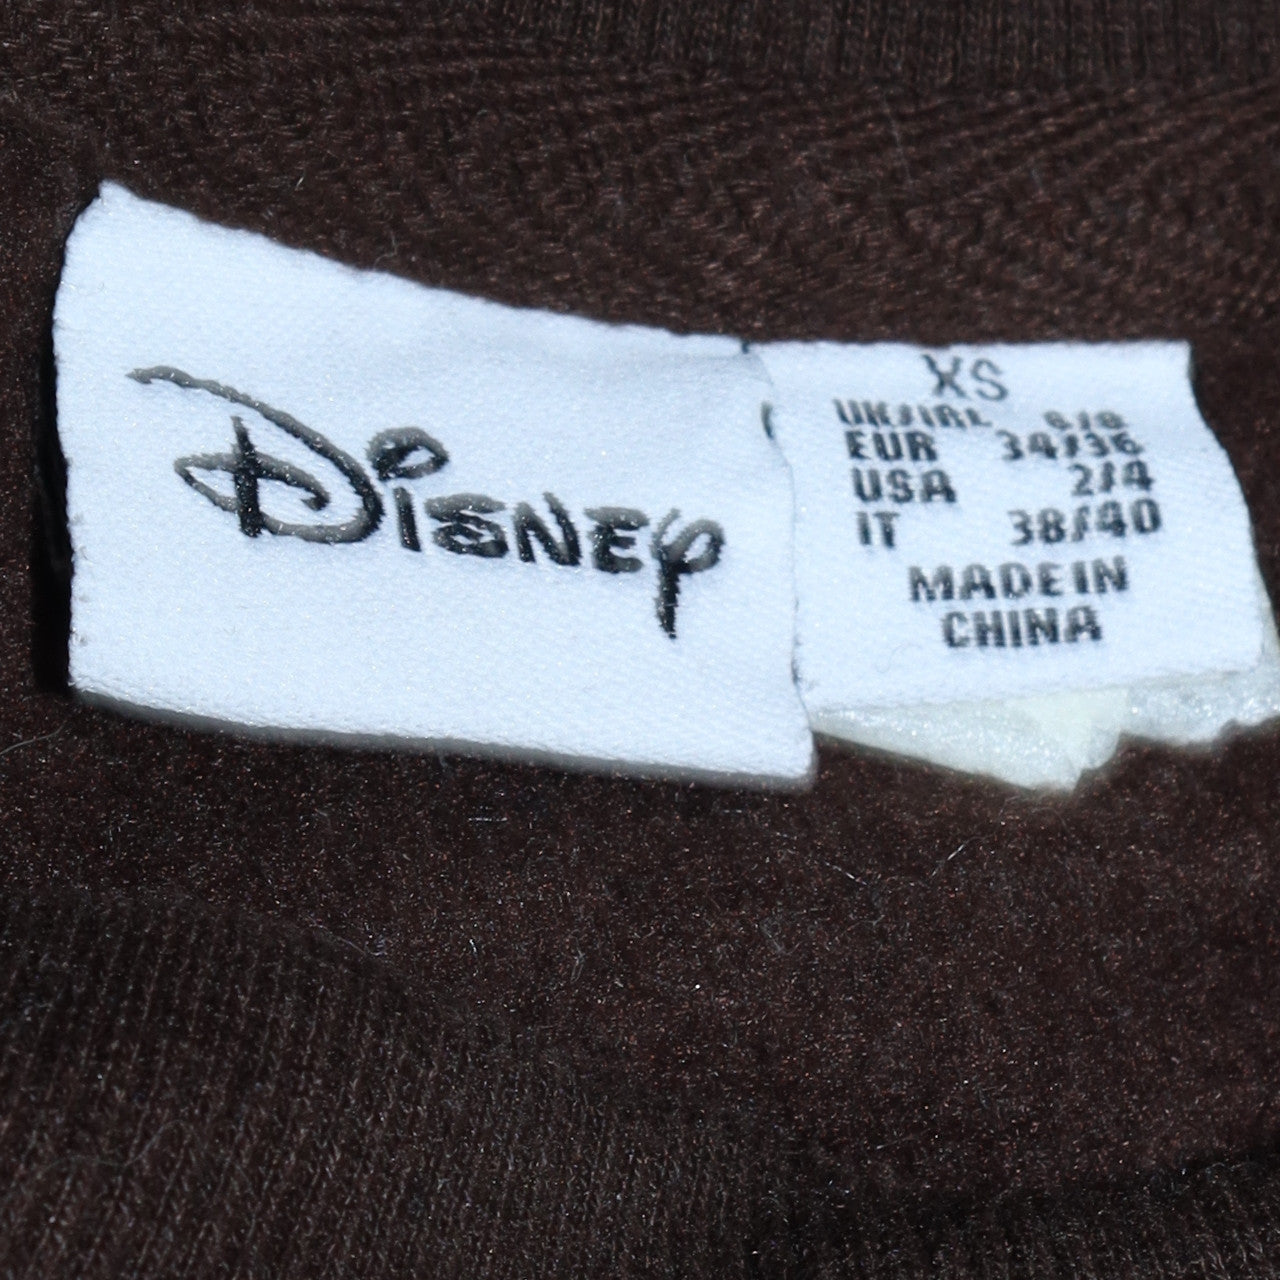 Disney
XS
UK/IRL 6/8
EUR 34/36
USA 2/4
IT 38/40
MADE IN
CHINA